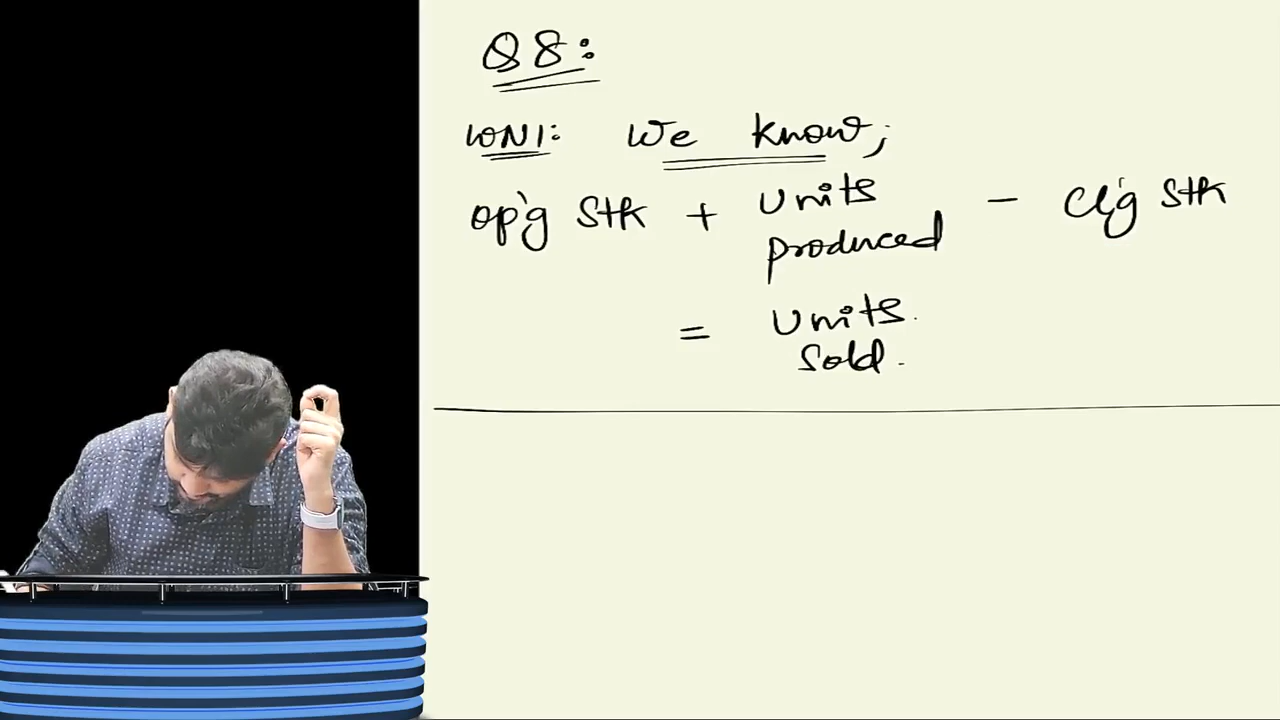 Q8:
WN1: We know;
op'g Stk + Units produced - Cl'g Stk
= Units sold.